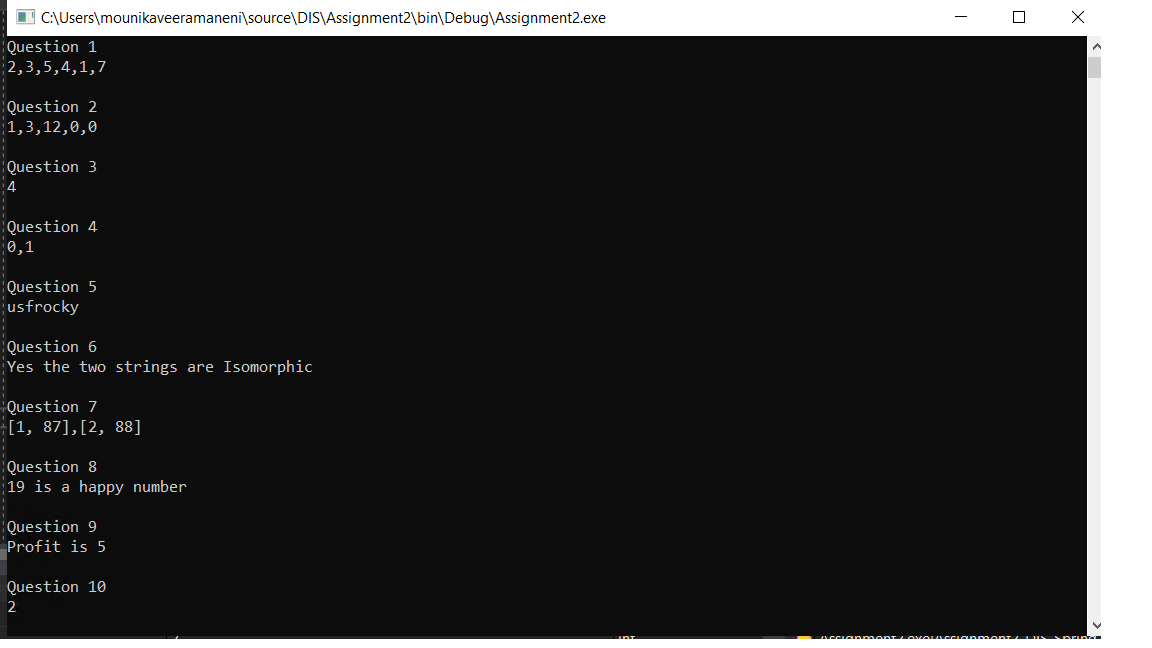 C:\Users\mounikaveeramaneni\source\DIS\Assignment2\bin\Debug\Assignment2.exe
Question 1
2,3,5,4,1,7
Question 2
1,3,12,0,0
Question 3
4
Question 4
0,1
Question 5
usfrocky
Question 6
Yes the two strings are Isomorphic
Question 7
[1, 87],[2, 88]
Question 8
19 is a happy number
Question 9
Profit is 5
Question 10
2